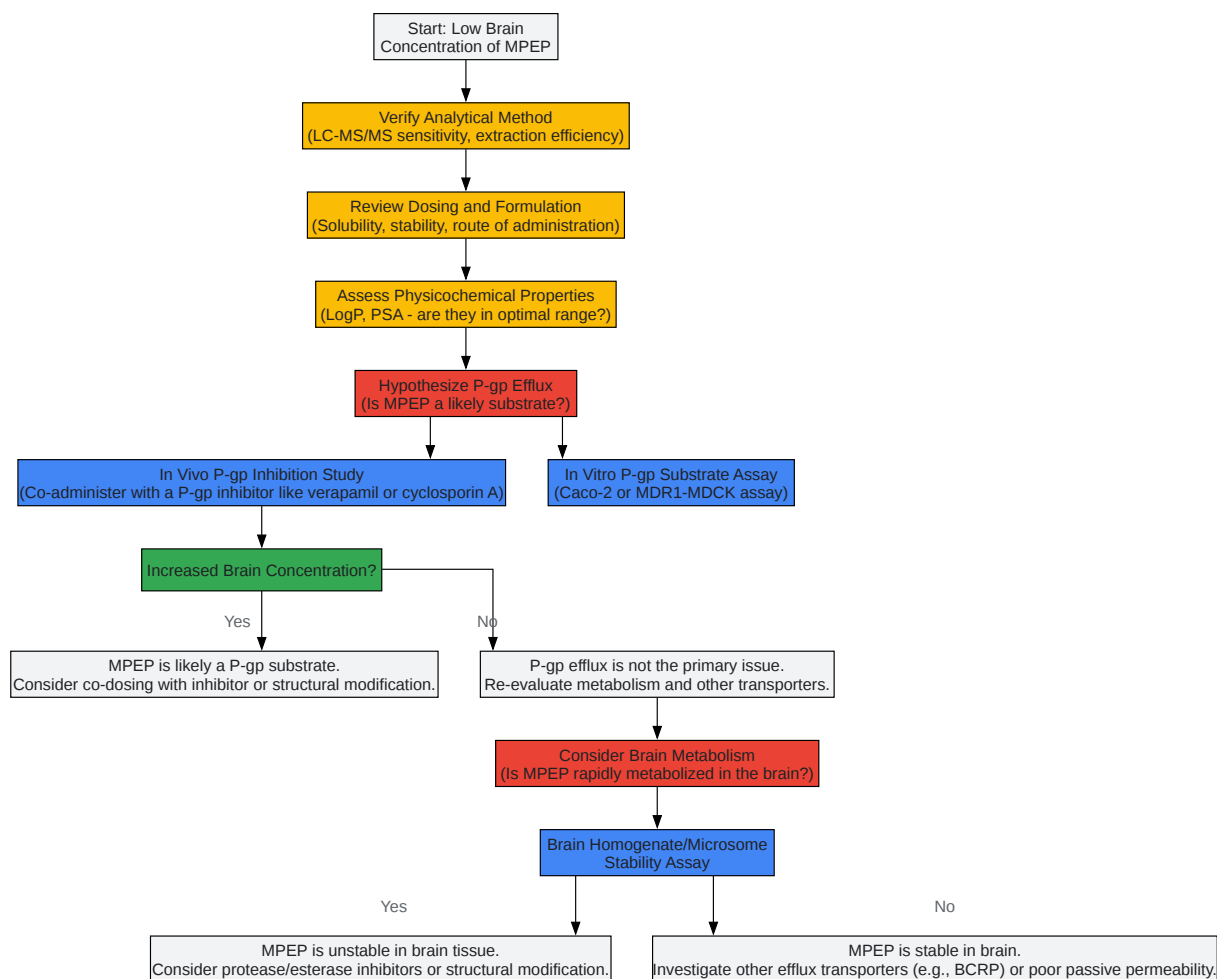 Start: Low Brain
Concentration of MPEP
Verify Analytical Method
(LC-MS/MS sensitivity, extraction efficiency)
Review Dosing and Formulation
(Solubility, stability, route of administration)
Assess Physicochemical Properties
(LogP, PSA - are they in optimal range?)
Hypothesize P-gp Efflux
(Is MPEP a likely substrate?)
In Vivo P-gp Inhibition Study
(Co-administer with a P-gp inhibitor like verapamil or cyclosporin A)
In Vitro P-gp Substrate Assay
(Caco-2 or MDR1-MDCK assay)
Increased Brain Concentration?
Yes
No
MPEP is likely a P-gp substrate.
Consider co-dosing with inhibitor or structural modification.
P-gp efflux is not the primary issue.
Re-evaluate metabolism and other transporters.
Consider Brain Metabolism
(Is MPEP rapidly metabolized in the brain?)
Brain Homogenate/Microsome
Stability Assay
Yes
No
MPEP is unstable in brain tissue.
Consider protease/esterase inhibitors or structural modification.
MPEP is stable in brain.
Investigate other efflux transporters (e.g., BCRP) or poor passive permeability.